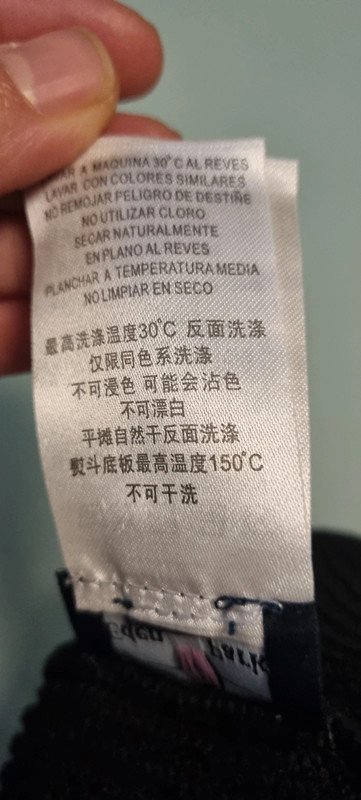 A MAQUINA 30°C AL REVES
LAVAR CON COLORES SIMILARES
NO REMOJAR PELIGRO DE DESTIÑE
NO UTILIZAR CLORO
SECAR NATURALMENTE
EN PLANO AL REVES
PLANCHAR A TEMPERATURA MEDIA
NO LIMPIAR EN SECO
最高洗涤温度30°C 反面洗涤
仅限同色系洗涤
不可浸色 可能会沾色
不可漂白
平摊自然干反面洗涤
熨斗底板最高温度150°C
不可干洗